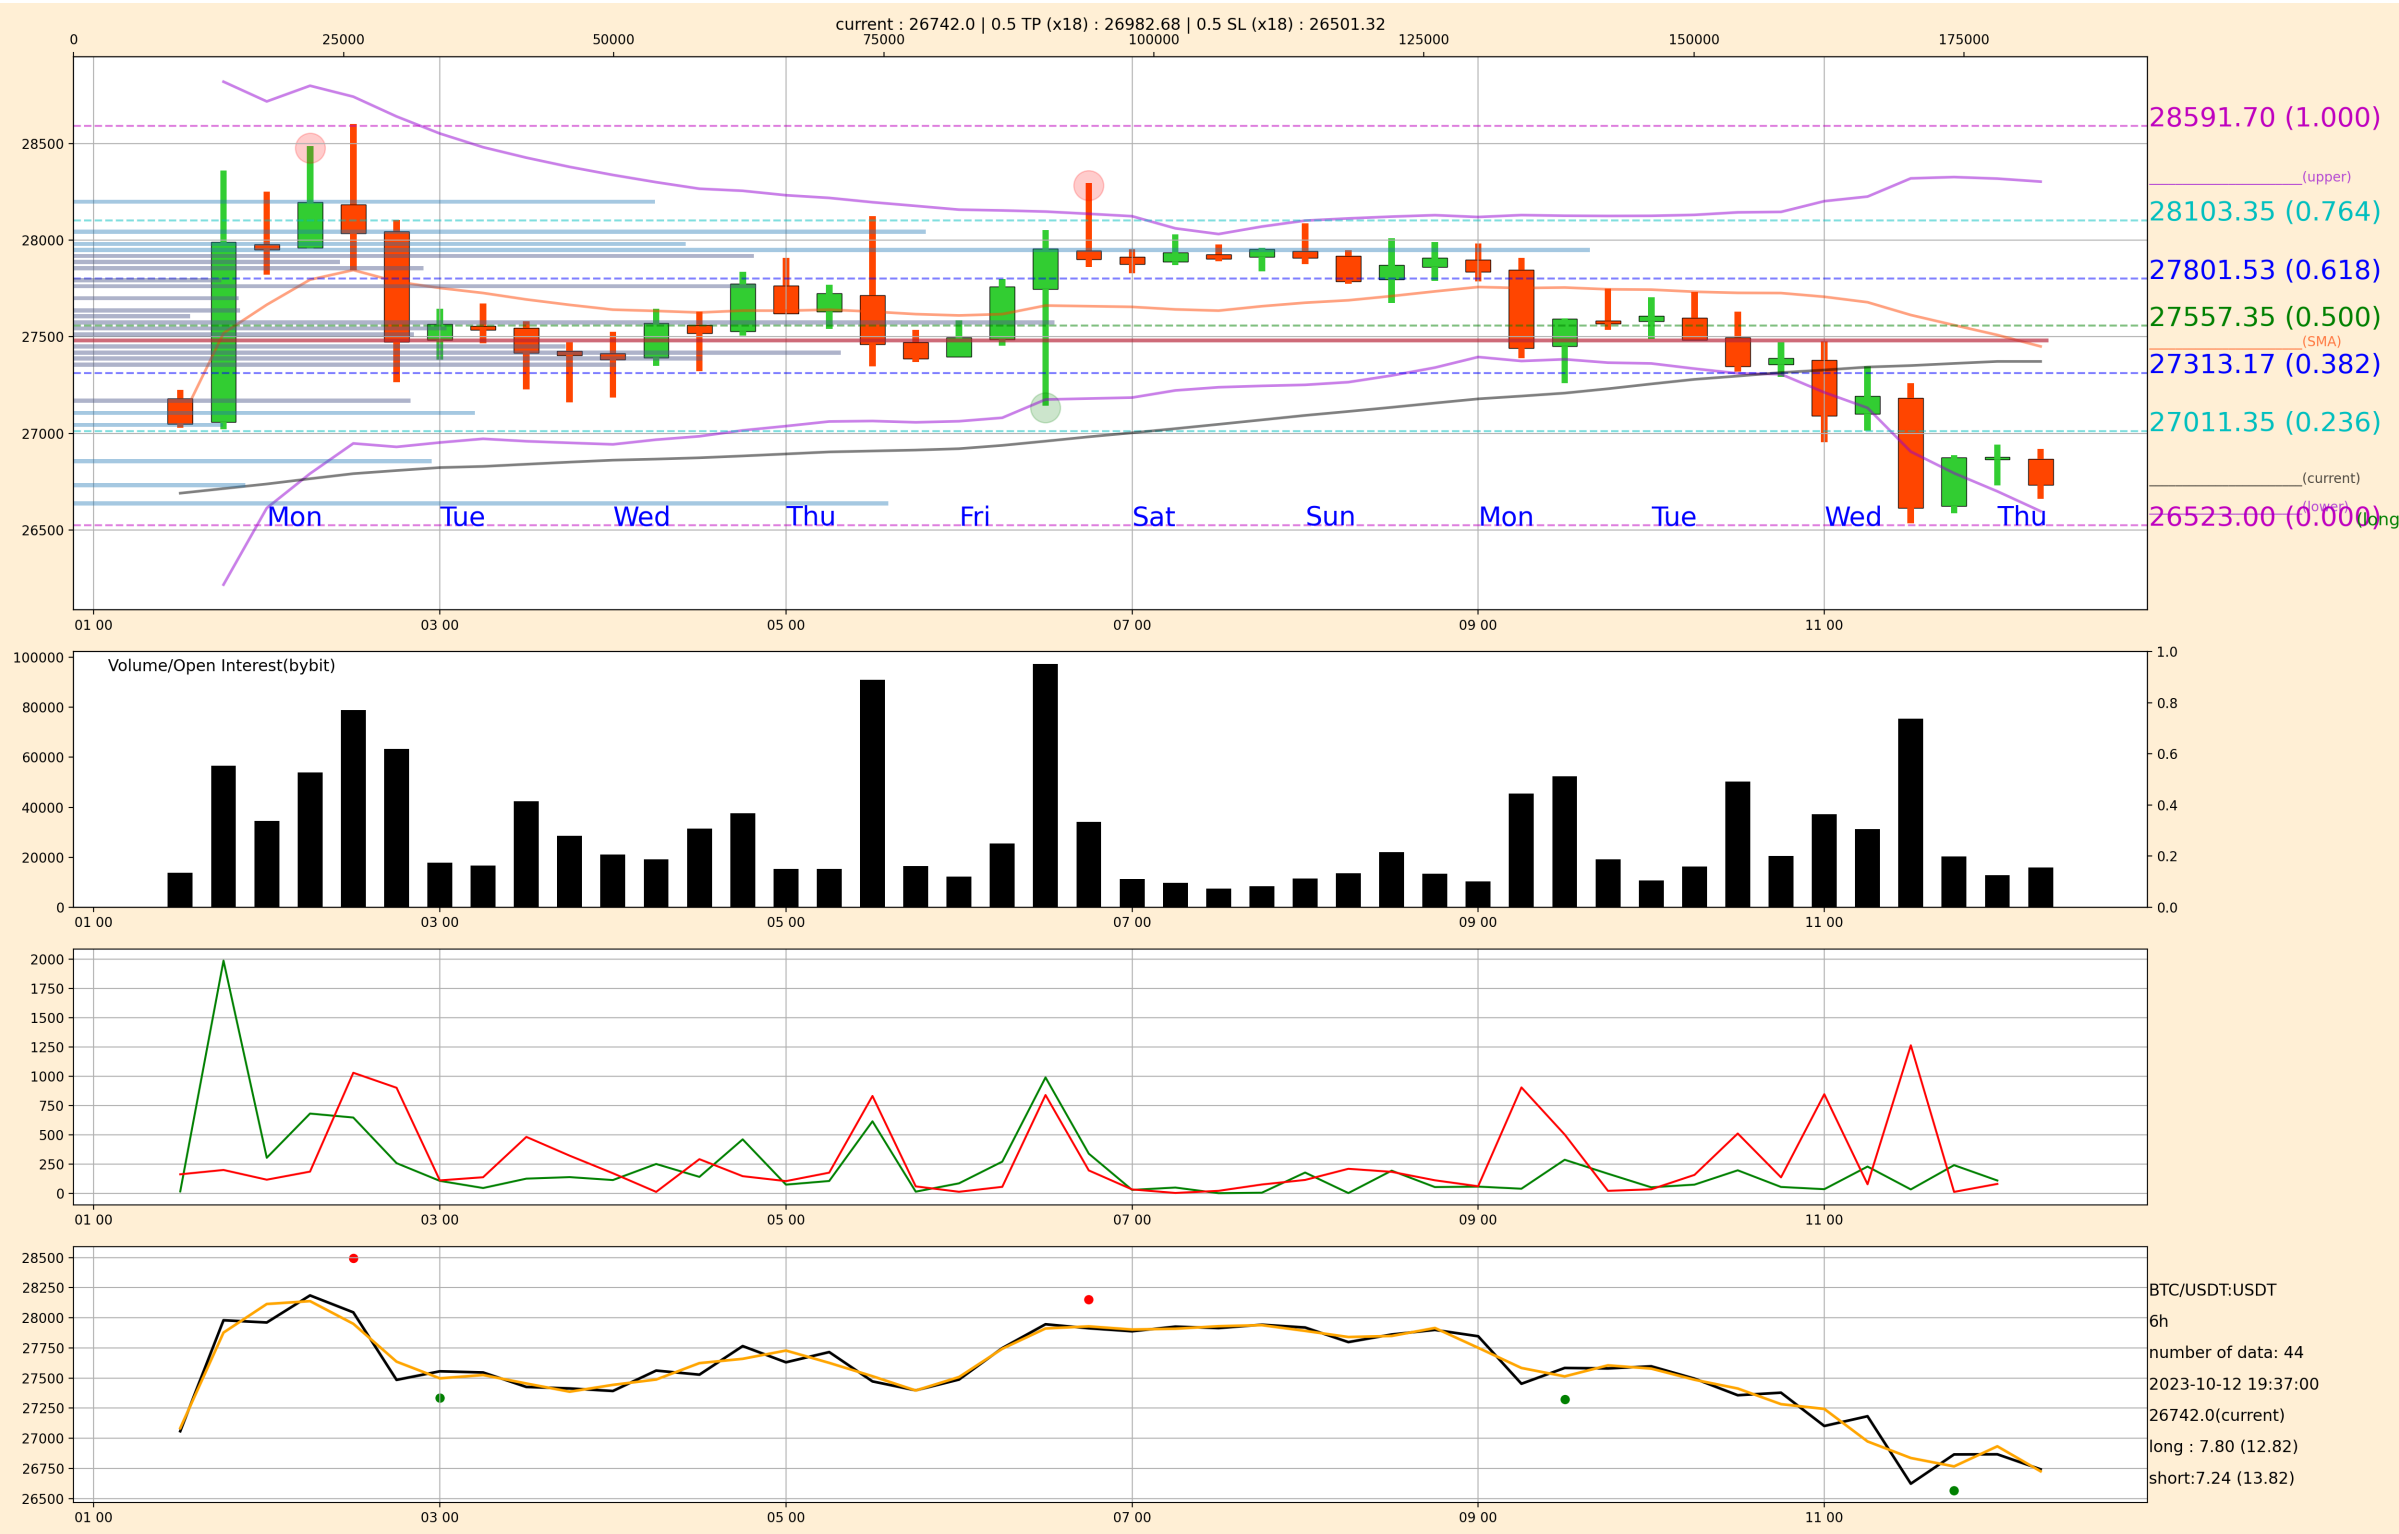 current : 26742.0 | 0.5 TP (x18) : 26982.68 | 0.5 SL (x18) : 26501.32
0 25000 50000 75000 100000 125000 150000 175000
28500
28000
27500
27000
26500
28591.70 (1.000)
(upper)
28103.35 (0.764)
27801.53 (0.618)
27557.35 (0.500)
(SMA)
27313.17 (0.382)
27011.35 (0.236)
(current)
(lower)
26523.00 (0.000)
(long
Mon Tue Wed Thu Fri Sat Sun Mon Tue Wed Thu
01 00 03 00 05 00 07 00 09 00 11 00
Volume/Open Interest(bybit)
100000
80000
60000
40000
20000
0
1.0
0.8
0.6
0.4
0.2
0.0
01 00 03 00 05 00 07 00 09 00 11 00
2000
1750
1500
1250
1000
750
500
250
0
01 00 03 00 05 00 07 00 09 00 11 00
28500
28250
28000
27750
27500
27250
27000
26750
26500
BTC/USDT:USDT
6h
number of data: 44
2023-10-12 19:37:00
26742.0(current)
long : 7.80 (12.82)
short:7.24 (13.82)
01 00 03 00 05 00 07 00 09 00 11 00